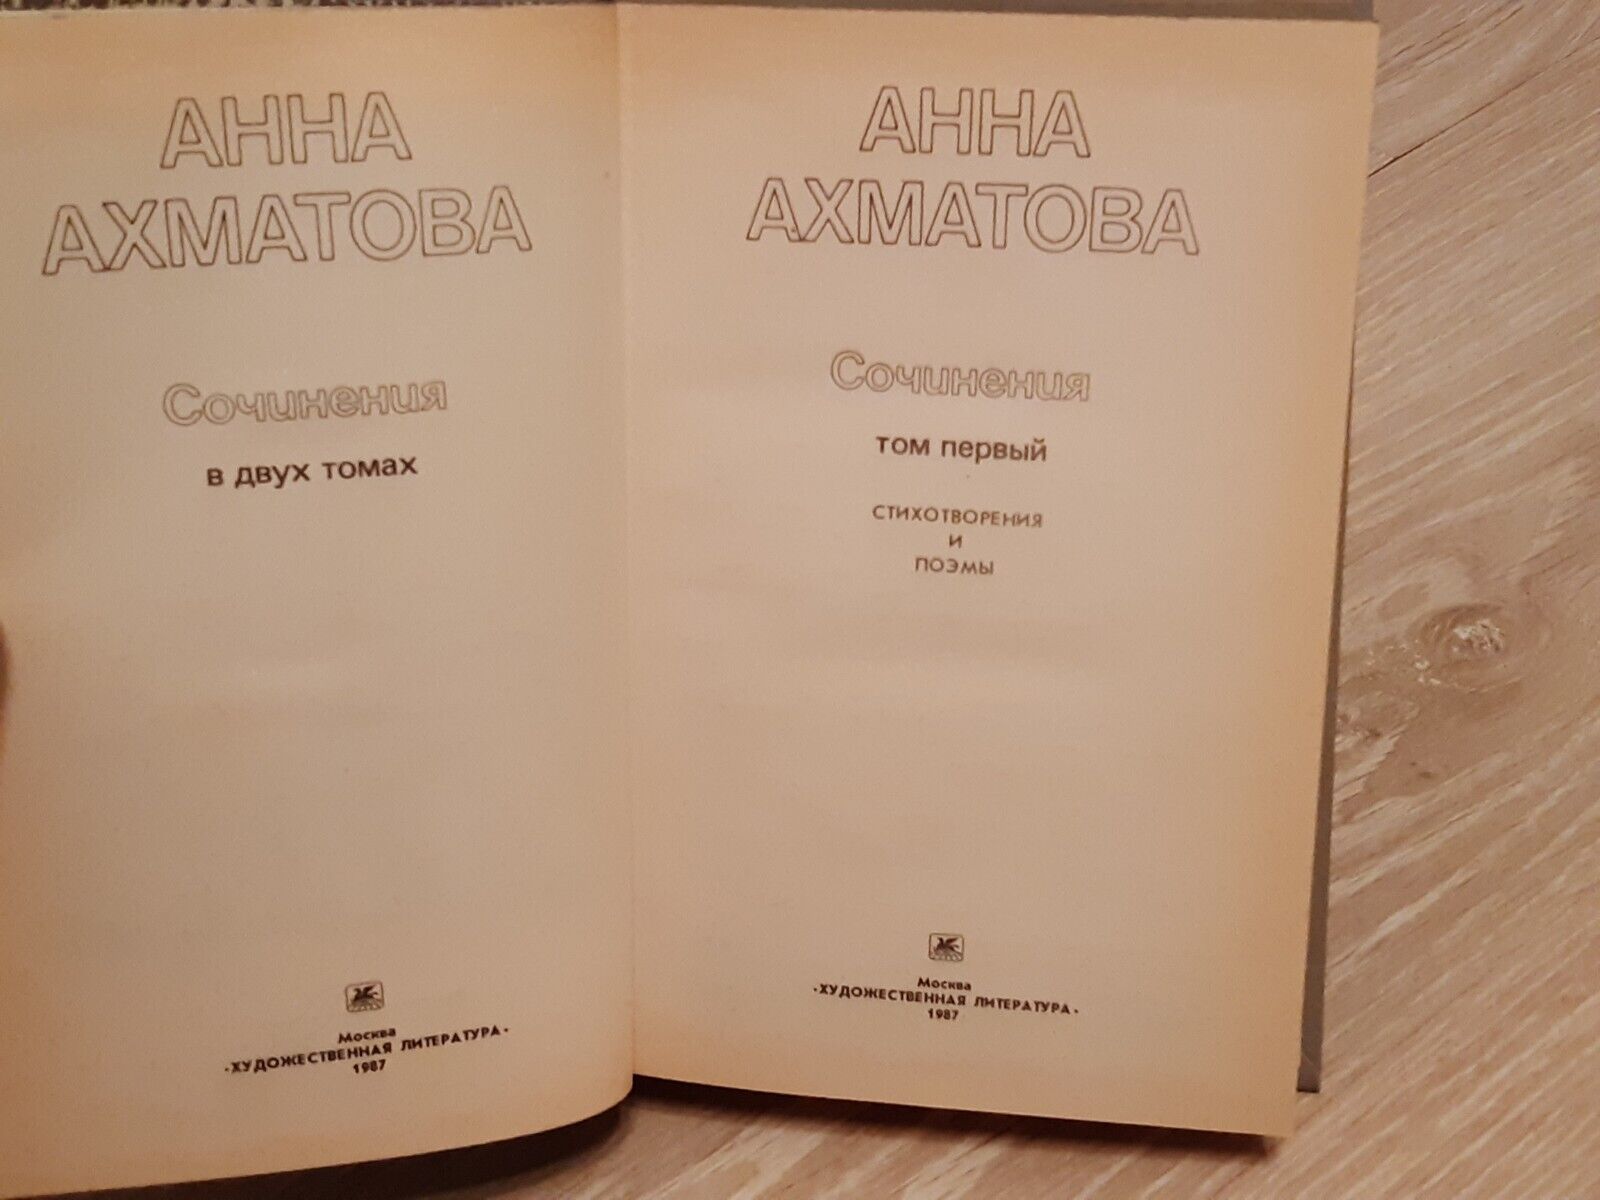 АННА
АХМАТОВА
Сочинения
в двух томах
Москва
«ХУДОЖЕСТВЕННАЯ ЛИТЕРАТУРА»
1987
АННА
АХМАТОВА
Сочинения
том первый
СТИХОТВОРЕНИЯ
И
ПОЭМЫ
Москва
«ХУДОЖЕСТВЕННАЯ ЛИТЕРАТУРА»
1987